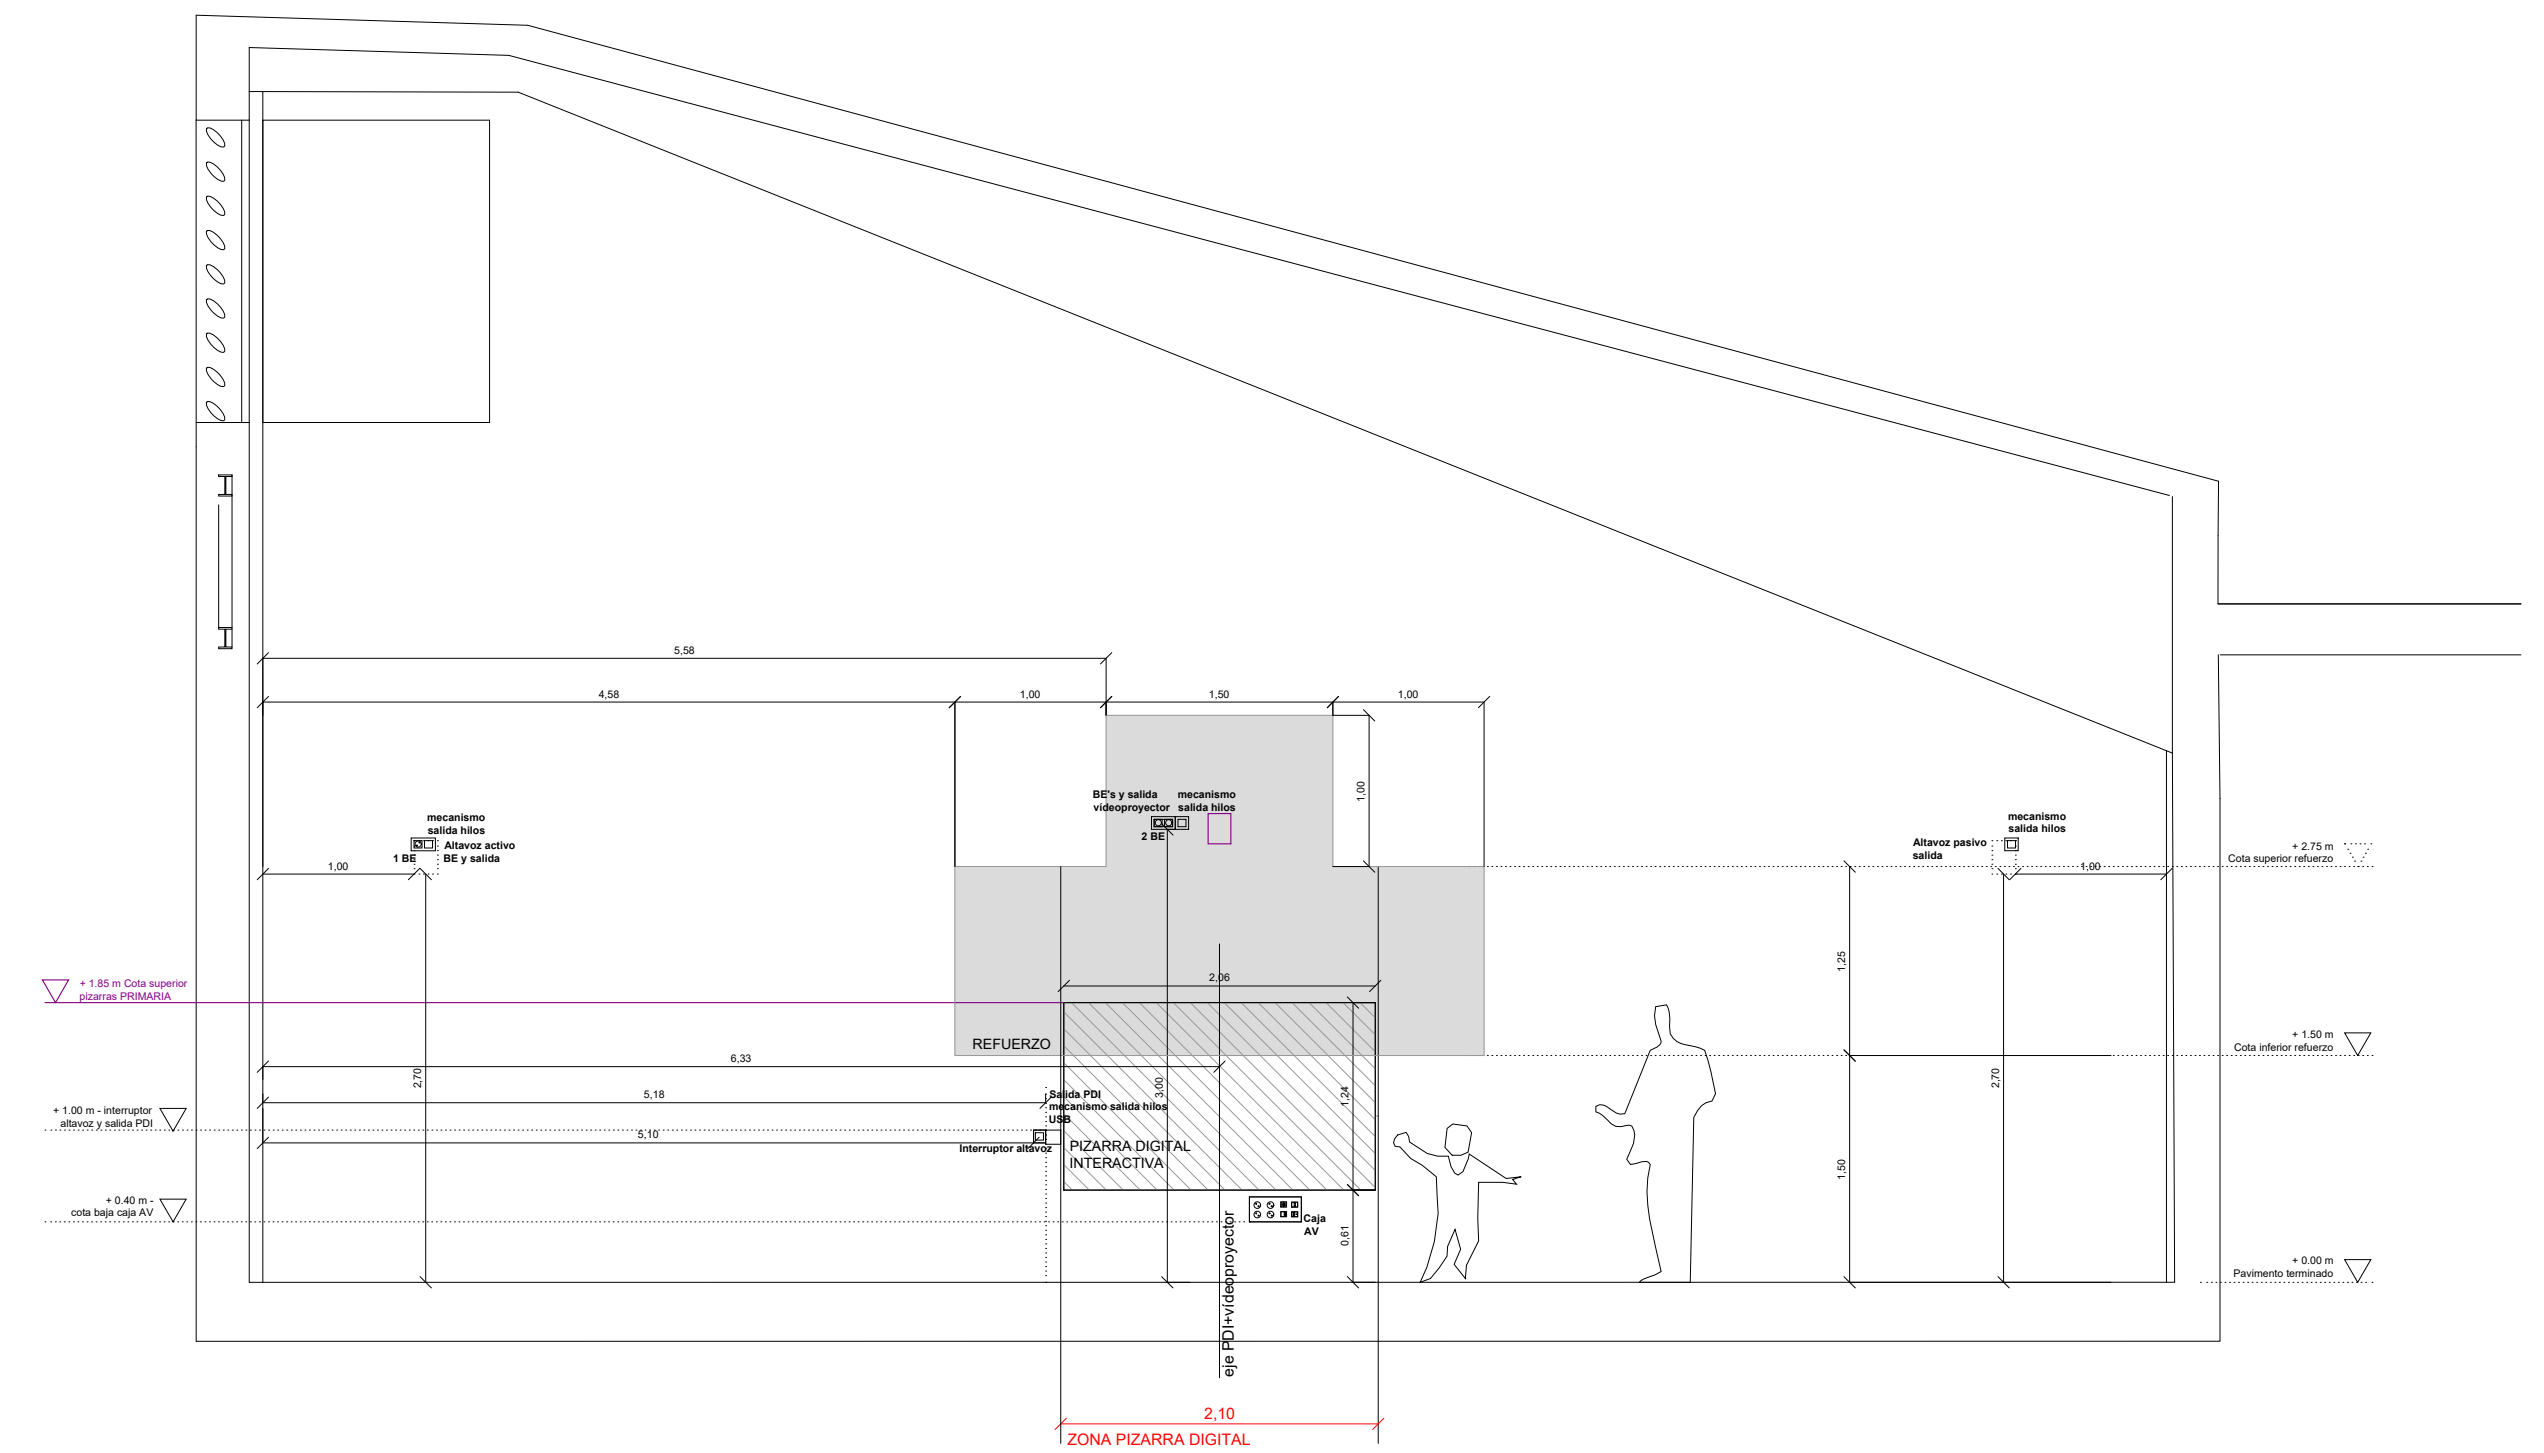 5,58
4,58
1,00
1,50
1,00
1,00
BE's y salida
vídeoproyector
mecanismo
salida hilos
2 BE
mecanismo
salida hilos
Altavoz activo
BE y salida
1 BE
1,00
mecanismo
salida hilos
Altavoz pasivo
salida
1,00
+ 2.75 m
Cota superior refuerzo
1,25
2,06
+ 1.85 m Cota superior
pizarras PRIMARIA
REFUERZO
+ 1.50 m
Cota inferior refuerzo
6,33
2,70
3,00
1,24
2,70
5,18
Salida PDI
mecanismo salida hilos
USB
+ 1.00 m - interruptor
altavoz y salida PDI
5,10
Interruptor altavoz
PIZARRA DIGITAL
INTERACTIVA
1,50
+ 0.40 m -
cota baja caja AV
Caja
AV
0,61
+ 0.00 m
Pavimento terminado
eje PDI+vídeoproyector
2,10
ZONA PIZARRA DIGITAL